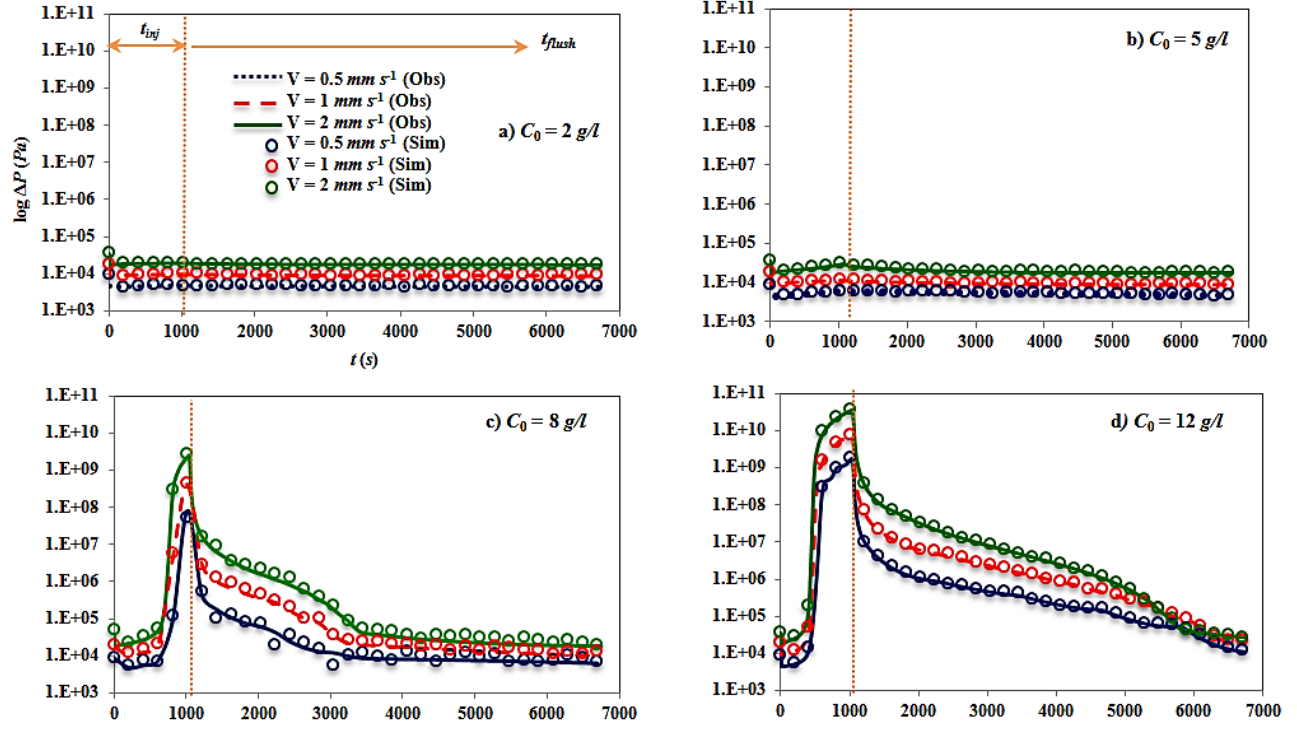 1.E+11
1.E+10
1.E+09
1.E+08
1.E+07
1.E+06
1.E+05
1.E+04
1.E+03
log ΔP (Pa)
t_inj
t_flush
V = 0.5 mm s⁻¹ (Obs)
V = 1 mm s⁻¹ (Obs)
V = 2 mm s⁻¹ (Obs)
V = 0.5 mm s⁻¹ (Sim)
V = 1 mm s⁻¹ (Sim)
V = 2 mm s⁻¹ (Sim)
a) C₀ = 2 g/l
0 1000 2000 3000 4000 5000 6000 7000
t (s)
1.E+11
1.E+10
1.E+09
1.E+08
1.E+07
1.E+06
1.E+05
1.E+04
1.E+03
b) C₀ = 5 g/l
0 1000 2000 3000 4000 5000 6000 7000
1.E+11
1.E+10
1.E+09
1.E+08
1.E+07
1.E+06
1.E+05
1.E+04
1.E+03
c) C₀ = 8 g/l
0 1000 2000 3000 4000 5000 6000 7000
1.E+11
1.E+10
1.E+09
1.E+08
1.E+07
1.E+06
1.E+05
1.E+04
1.E+03
d) C₀ = 12 g/l
0 1000 2000 3000 4000 5000 6000 7000